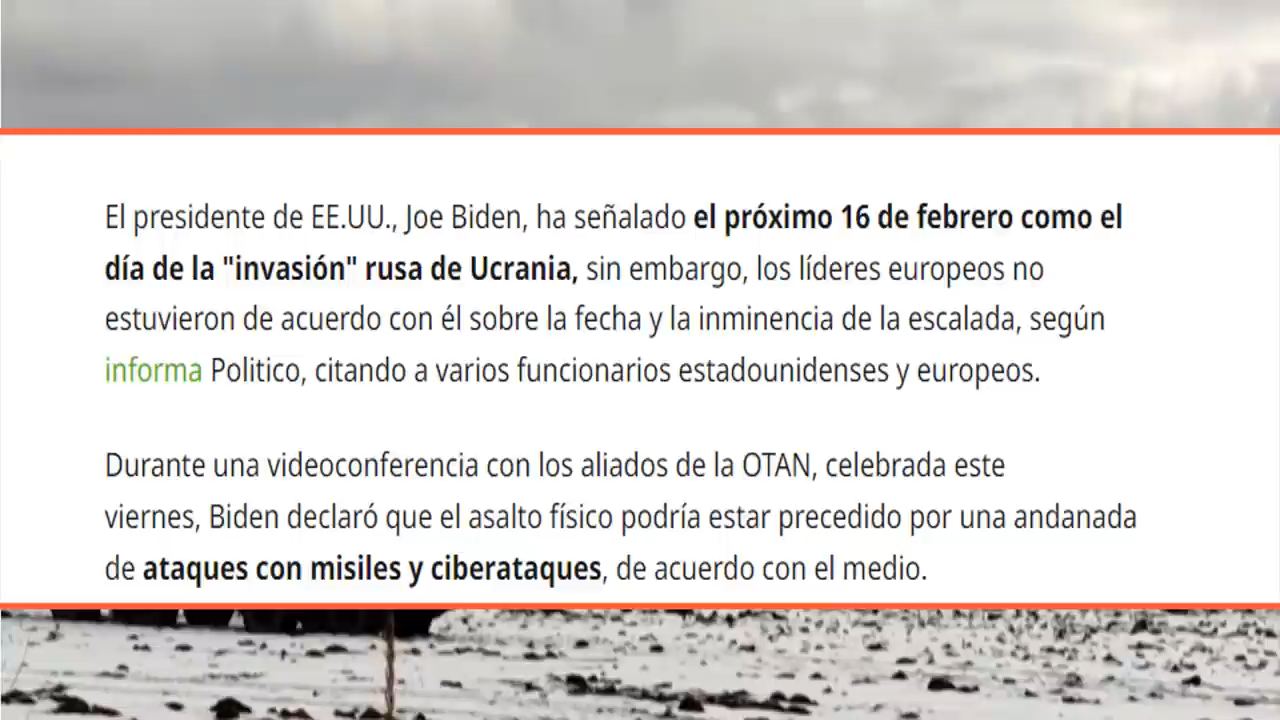 El presidente de EE.UU., Joe Biden, ha señalado el próximo 16 de febrero como el
día de la "invasión" rusa de Ucrania, sin embargo, los líderes europeos no
estuvieron de acuerdo con él sobre la fecha y la inminencia de la escalada, según
informa Politico, citando a varios funcionarios estadounidenses y europeos.
Durante una videoconferencia con los aliados de la OTAN, celebrada este
viernes, Biden declaró que el asalto físico podría estar precedido por una andanada
de ataques con misiles y ciberataques, de acuerdo con el medio.